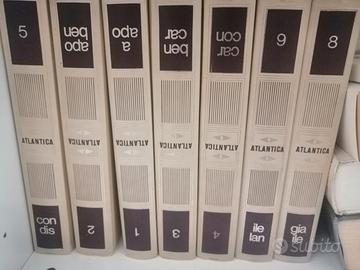 5
ATLANTICA
con
dis
apo
ben
ATLANTICA
2
a
apo
ATLANTICA
1
ben
car
ATLANTICA
3
car
con
ATLANTICA
4
9
ATLANTICA
ile
lan
8
ATLANTICA
gia
ile
subito